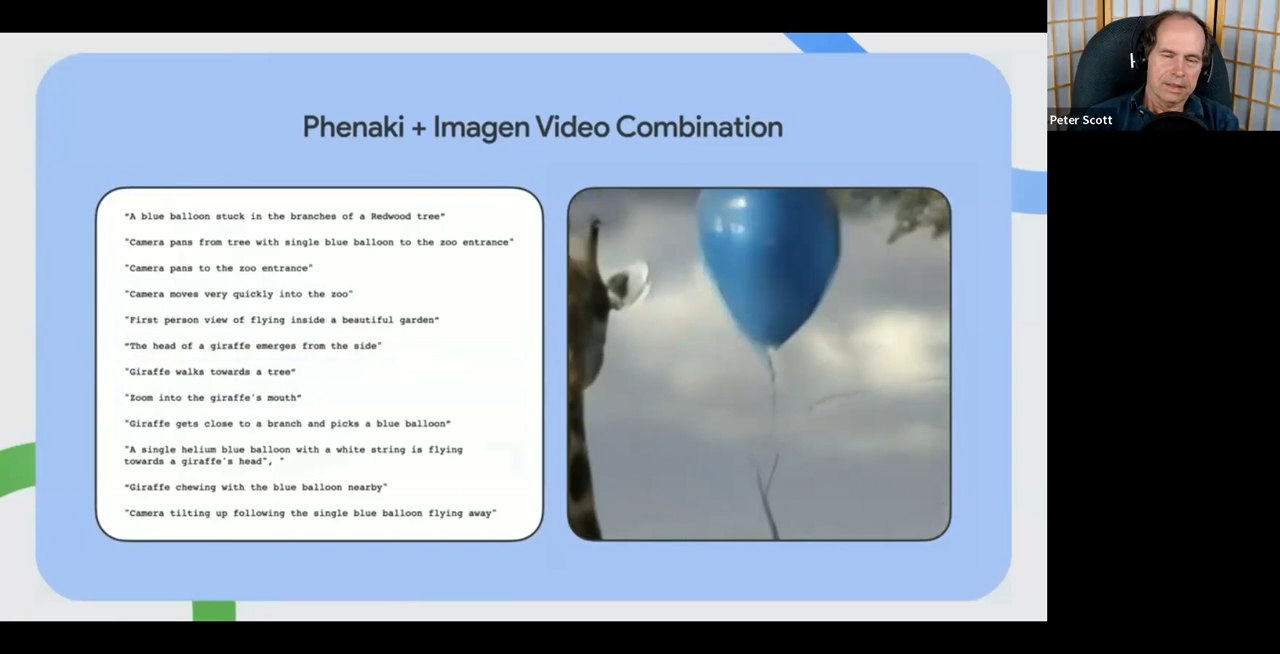 Phenaki + Imagen Video Combination
"A blue balloon stuck in the branches of a Redwood tree"
"Camera pans from tree with single blue balloon to the zoo entrance"
"Camera pans to the zoo entrance"
"Camera moves very quickly into the zoo"
"First person view of flying inside a beautiful garden"
"The head of a giraffe emerges from the side"
"Giraffe walks towards a tree"
"Zoom into the giraffe's mouth"
"Giraffe gets close to a branch and picks a blue balloon"
"A single helium blue balloon with a white string is flying
towards a giraffe's head", "
"Giraffe chewing with the blue balloon nearby"
"Camera tilting up following the single blue balloon flying away"
Peter Scott